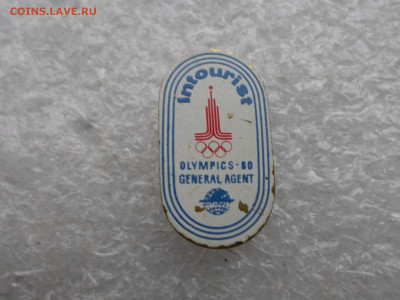 COINS.LAVE.RU
intourist
OLYMPICS-80
GENERAL AGENT